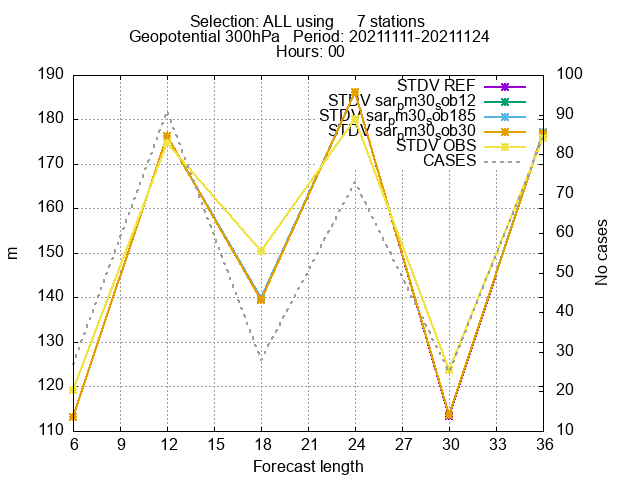 Selection: ALL using 7 stations
Geopotential 300hPa Period: 20211111-20211124
Hours: 00
190 100
STDV REF
STDV sar_pm30_sob12
STDV sar_pm30_sob185
STDV sar_pm30_sob30
STDV OBS
CASES
180 90
170 80
160 70
150 60
140 50
130 40
120 30
110 20
10
m
No cases
6 9 12 15 18 21 24 27 30 33 36
Forecast length